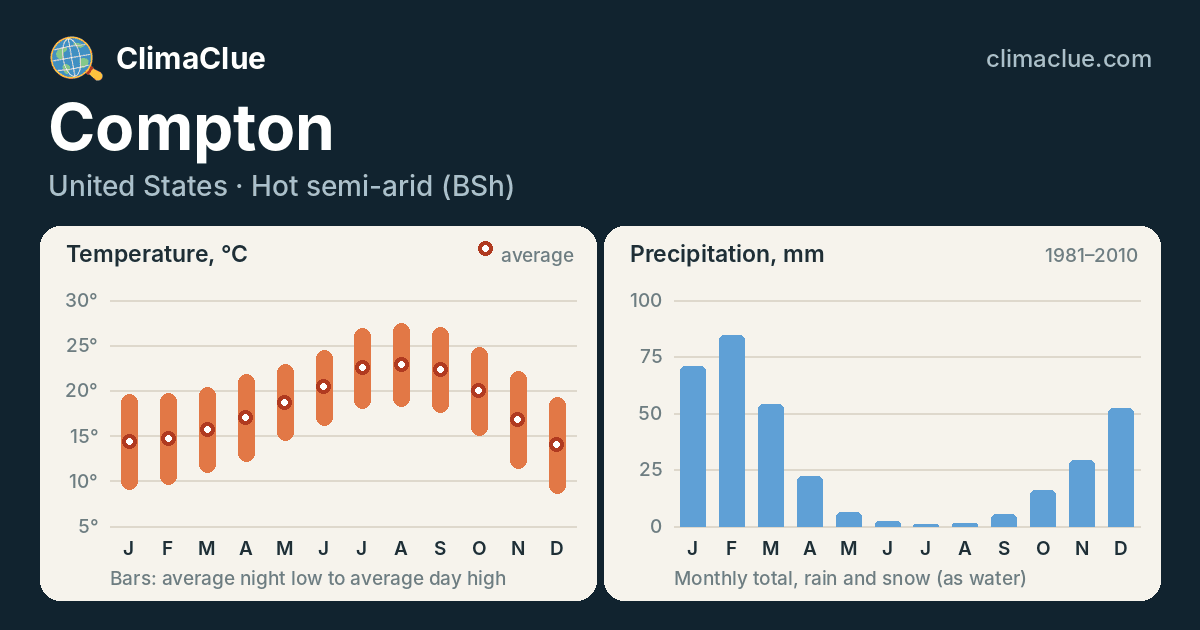 ClimaClue
climaclue.com
Compton
United States · Hot semi-arid (BSh)
Temperature, °C
average
30°
25°
20°
15°
10°
5°
J F M A M J J A S O N D
Bars: average night low to average day high
Precipitation, mm
1981–2010
100
75
50
25
0
J F M A M J J A S O N D
Monthly total, rain and snow (as water)